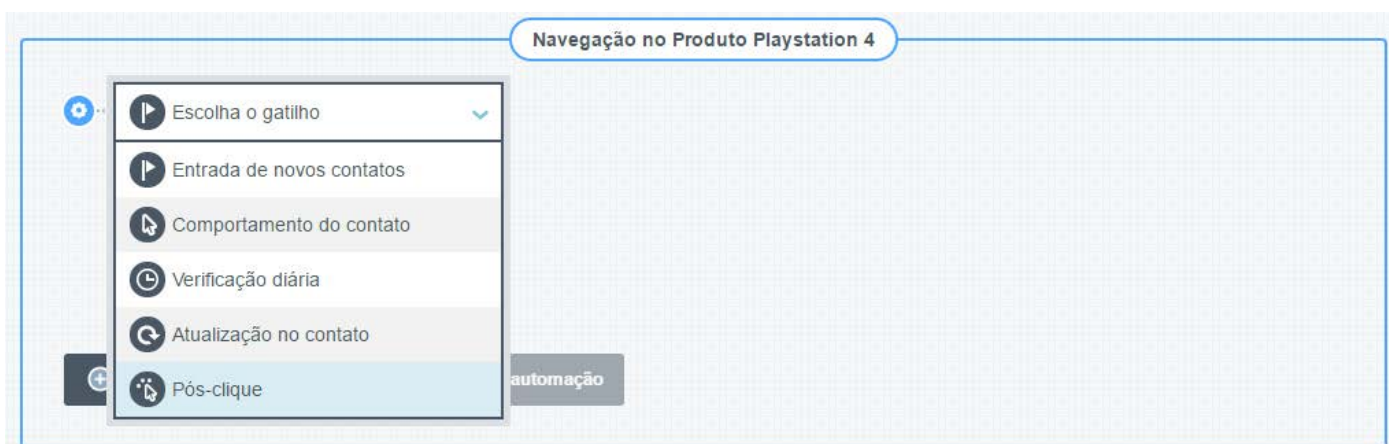 Navegação no Produto Playstation 4
Escolha o gatilho
Entrada de novos contatos
Comportamento do contato
Verificação diária
Atualização no contato
Pós-clique
automação